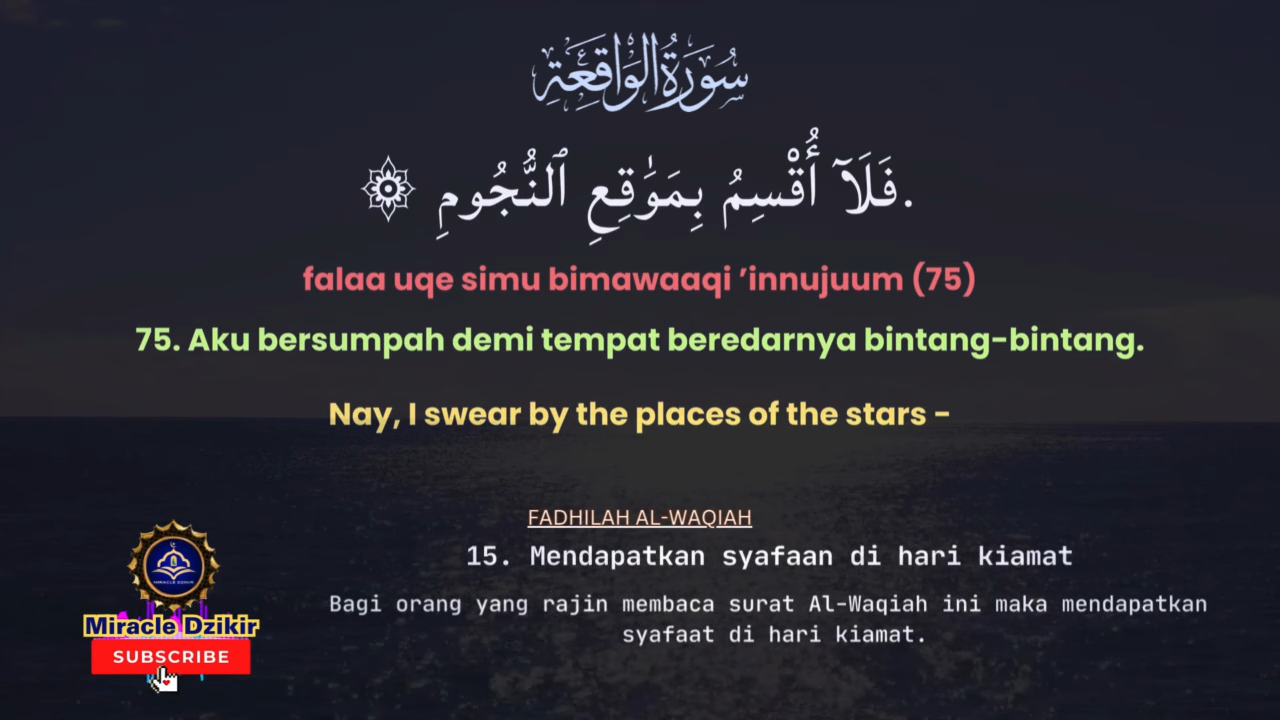 سُورَةُ الوَاقِعَةِ
فَلَآ أُقْسِمُ بِمَوَٰقِعِ ٱلنُّجُومِ ۞.
falaa uqe simu bimawaaqi ’innujuum (75)
75. Aku bersumpah demi tempat beredarnya bintang-bintang.
Nay, I swear by the places of the stars -
FADHILAH AL-WAQIAH
15. Mendapatkan syafaan di hari kiamat
Bagi orang yang rajin membaca surat Al-Waqiah ini maka mendapatkan
syafaat di hari kiamat.
MIRACLE DZIKIR
Miracle Dzikir
SUBSCRIBE